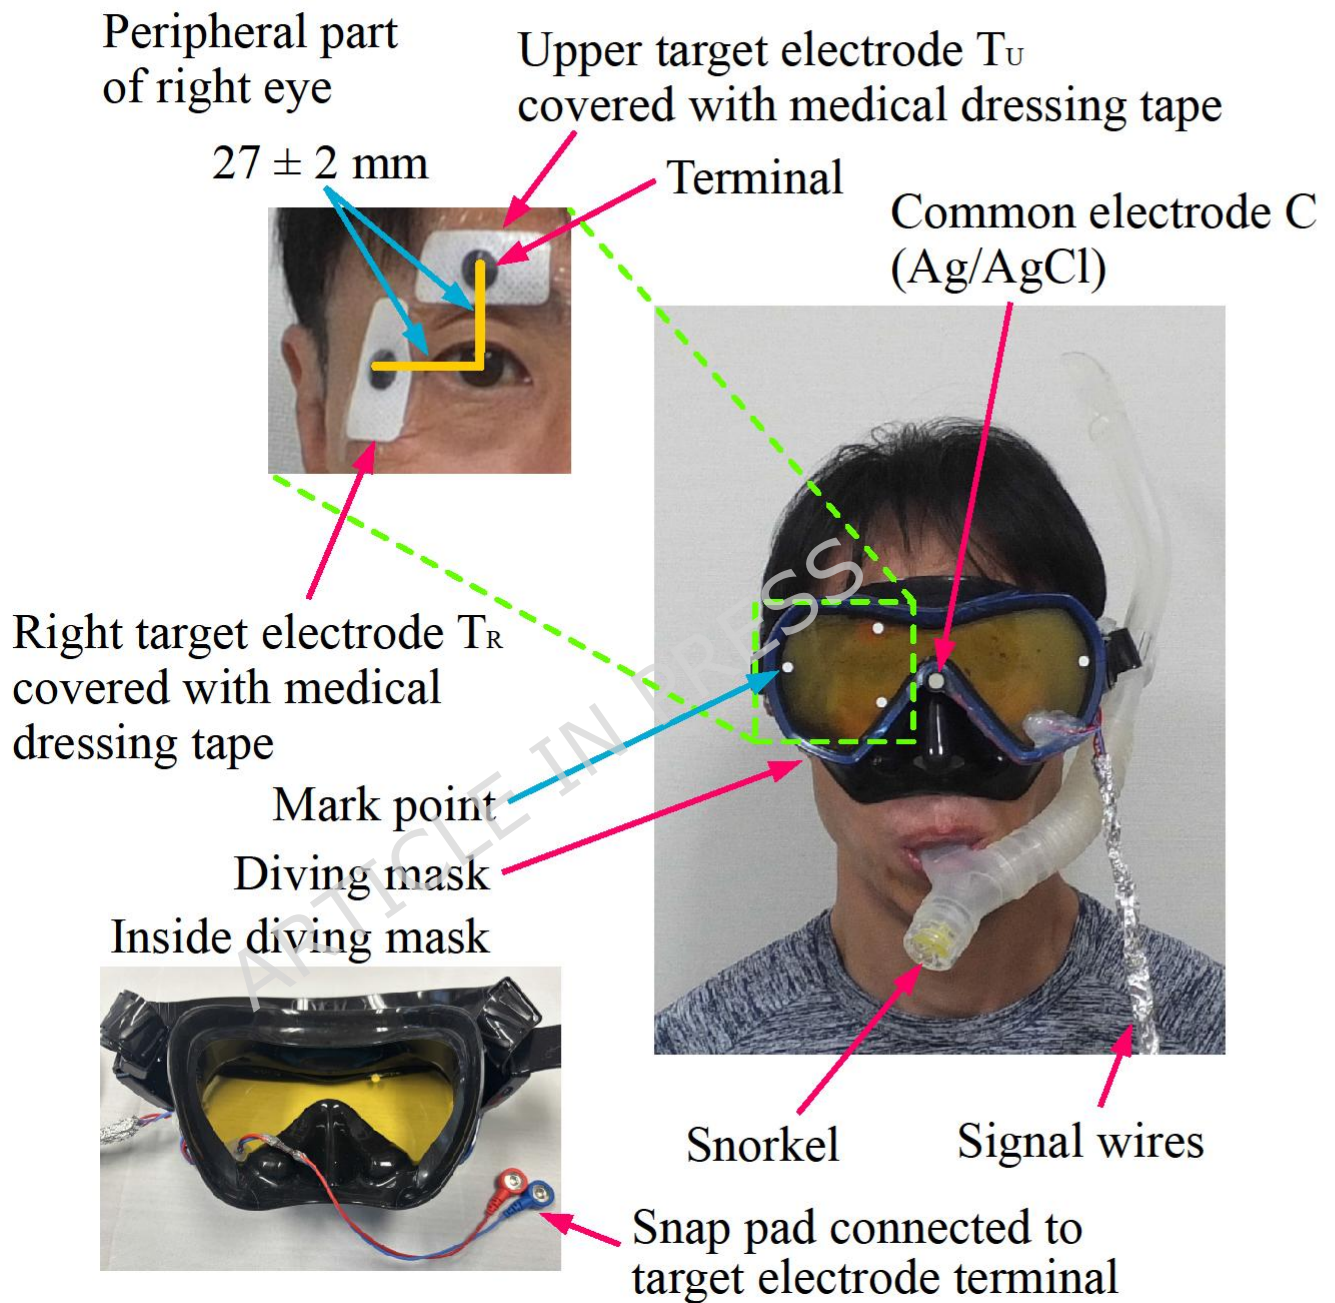 Peripheral part
of right eye
Upper target electrode TU
covered with medical dressing tape
27 ± 2 mm
Terminal
Common electrode C
(Ag/AgCl)
Right target electrode TR
covered with medical
dressing tape
Mark point
Diving mask
Inside diving mask
ARTICLE IN PRESS
Snorkel
Signal wires
Snap pad connected to
target electrode terminal